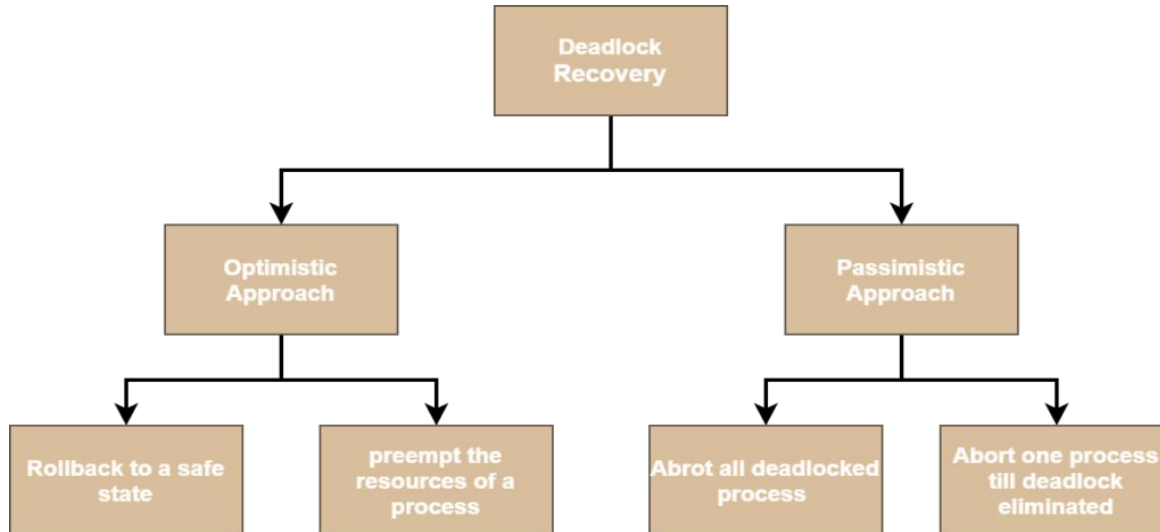 Deadlock
Recovery
Optimistic
Approach
Passimistic
Approach
Rollback to a safe
state
preempt the
resources of a
process
Abrot all deadlocked
process
Abort one process
till deadlock
eliminated